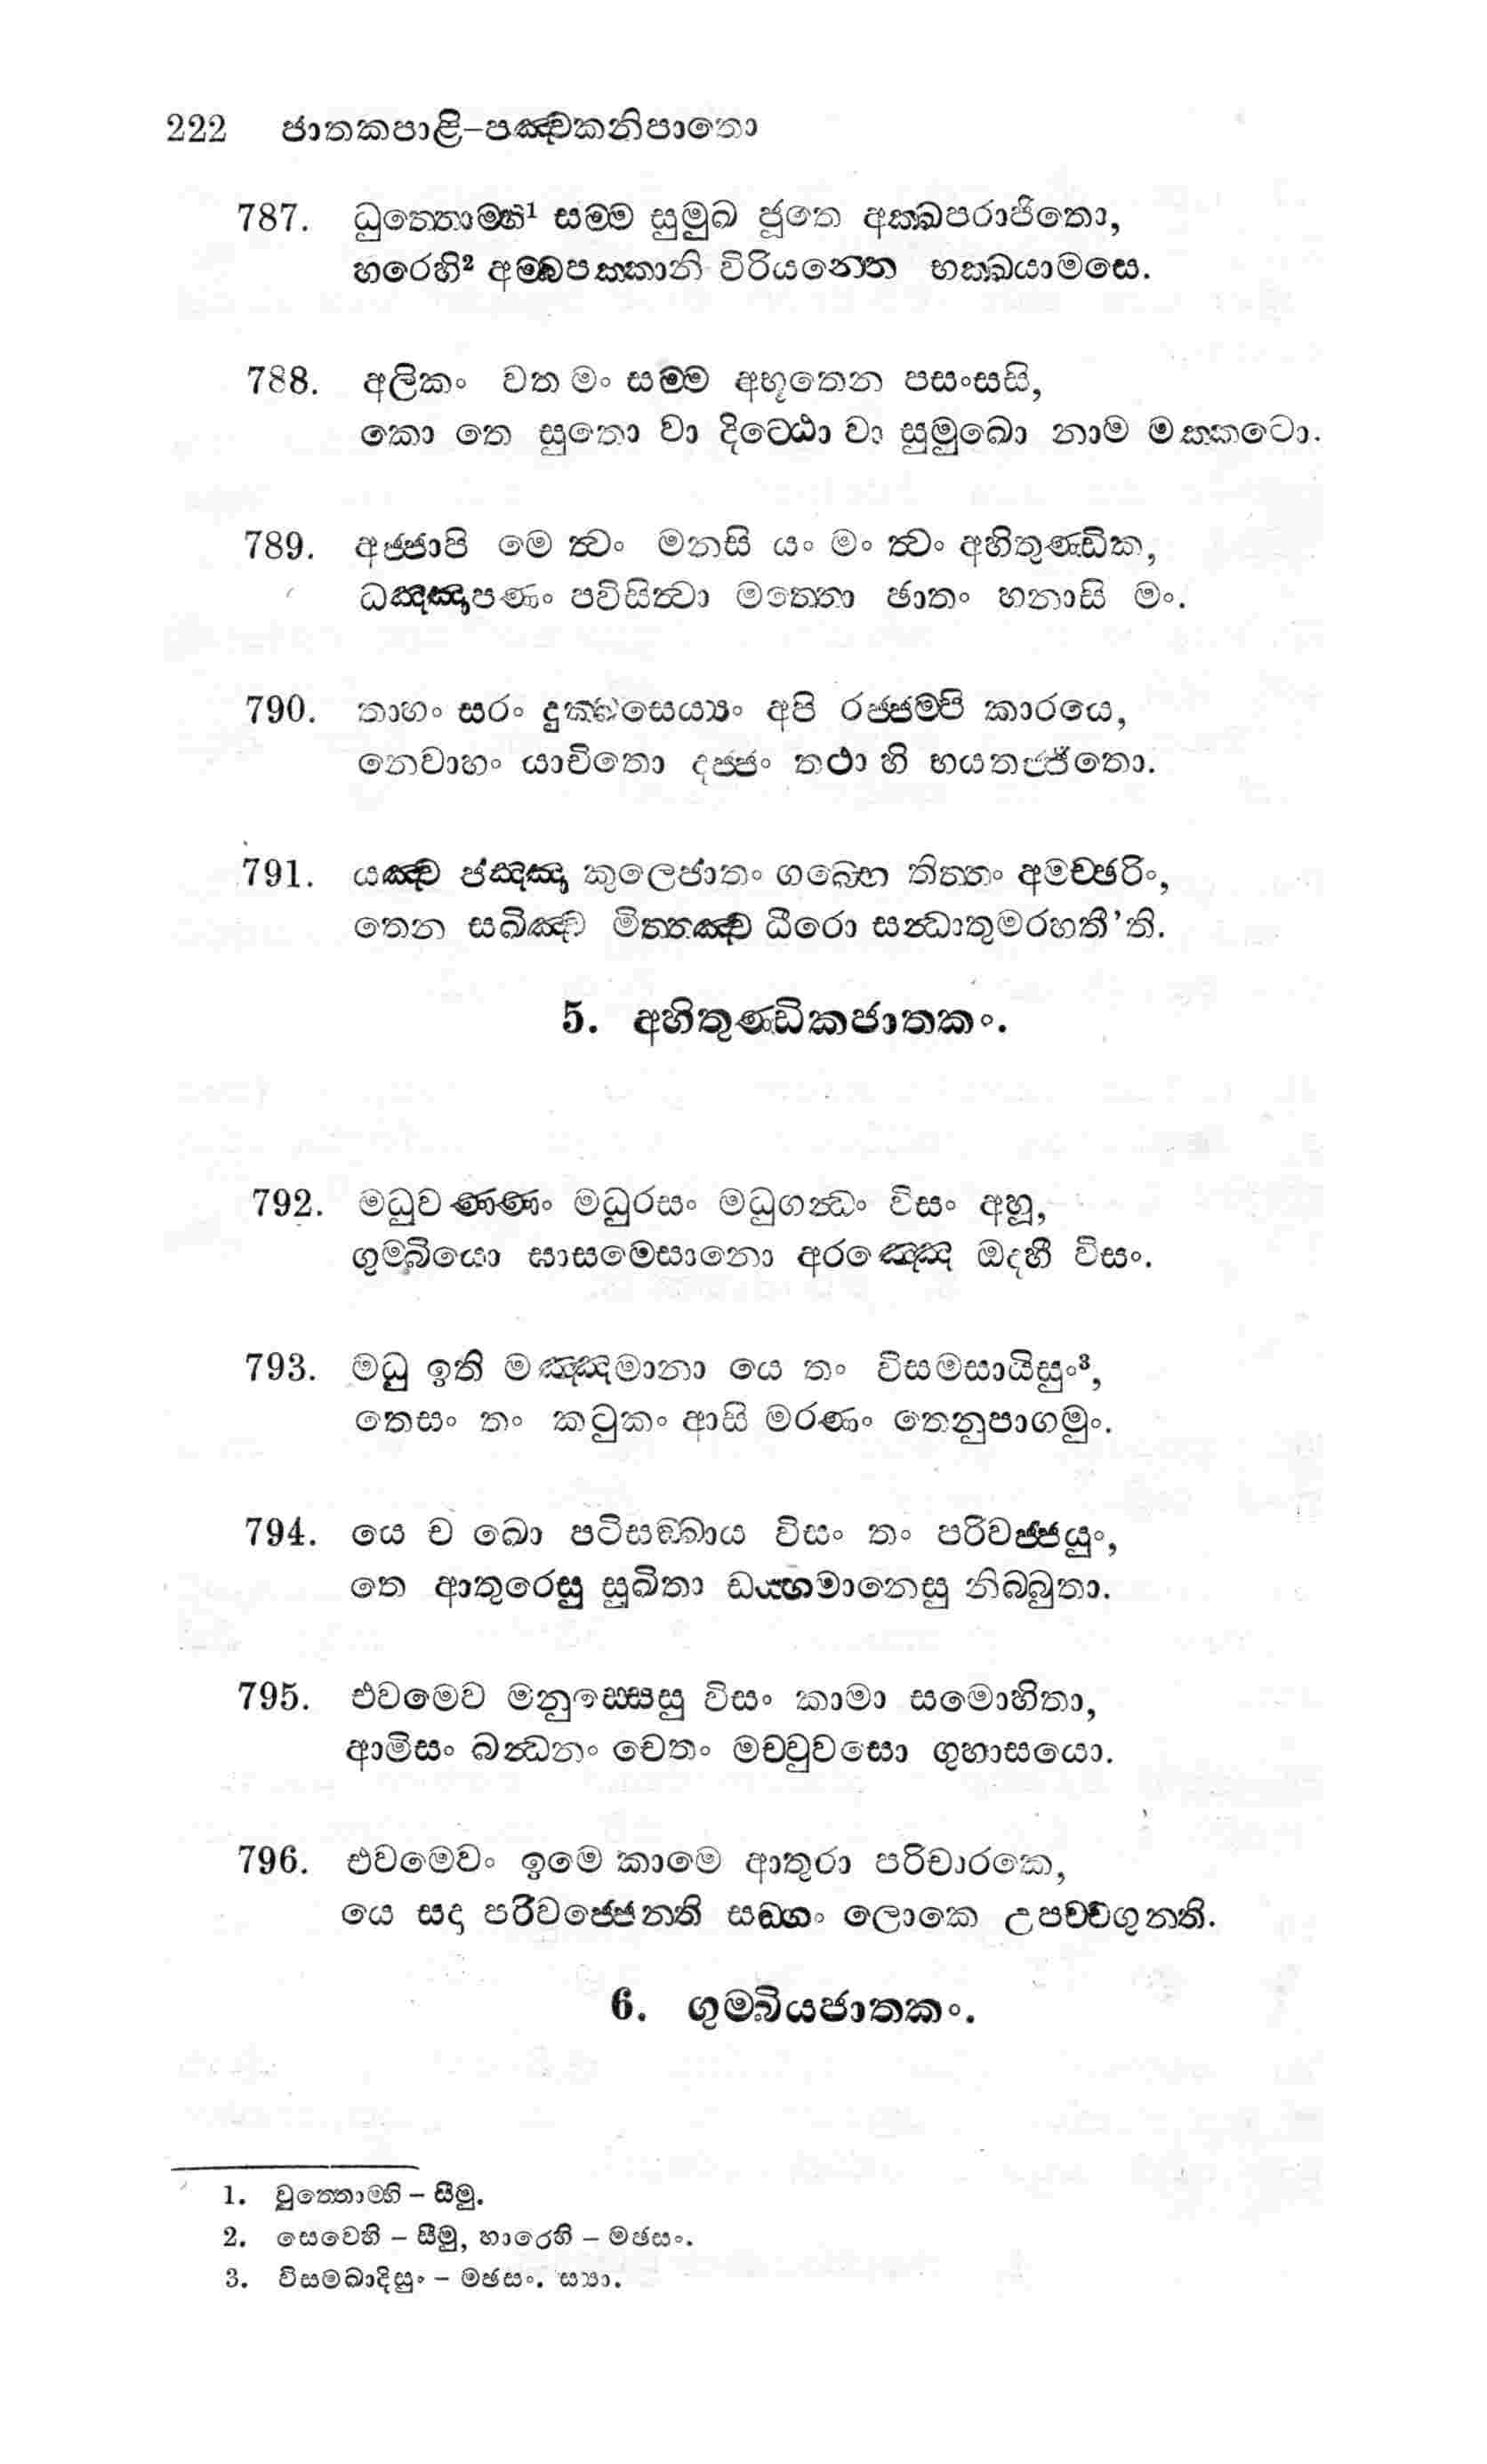 222 ජාතකපාළි-පඤ්චකනිපාතො
787. ධුත්තොම්හි¹ සම්ම සුමුඛ ජූතෙ අක්ඛපරාජිතො,
හරෙහි² අම්බපක්කානි විරියන්තෙ භක්ඛයාමසෙ.
788. අලිකං වත මං සම්ම අභූතෙන පසංසසි,
කො තෙ සුතො වා දිට්ඨො වා සුමුඛො නාම මක්කටො.
789. අජ්ජාපි මෙ ත්වං මනසි යං මං ත්වං අහිතුණ්ඩික,
ධඤ්ඤාපණං පවිසිත්වා මත්තො ඡාතං හනාසි මං.
790. තාහං සරං දුක්ඛසෙය්‍යං අපි රජ්ජම්පි කාරයෙ,
නෙවාහං යාචිතො දජ්ජං තථා හි භයතජ්ජිතො.
791. යඤ්ච ජඤ්ඤා කුලෙජාතං ගබ්භෙ තිත්තං අමච්ඡරිං,
තෙන සඛිඤ්ච මිත්තඤ්ච ධීරො සන්ධාතුමරහතී’ති.
5. අහිතුණ්ඩිකජාතකං.
792. මධුවණ්ණං මධුරසං මධුගන්ධං විසං අහූ,
ගුම්බියො ඝාසමෙසානො අරඤ්ඤෙ ඔදහී විසං.
793. මධු ඉති මඤ්ඤමානා යෙ තං විසමසායිසුං³,
තෙසං තං කටුකං ආසි මරණං තෙනුපාගමුං.
794. යෙ ච ඛො පටිසඞ්ඛාය විසං තං පරිවජ්ජයුං,
තෙ ආතුරෙසු සුඛිතා ඩය්හමානෙසු නිබ්බුතා.
795. එවමෙව මනුස්සෙසු විසං කාමා සමොහිතා,
ආමිසං බන්ධනං චෙතං මච්චුවසො ගුහාසයො.
796. එවමෙවං ඉමෙ කාමෙ ආතුරා පරිචාරකෙ,
යෙ සදා පරිවජ්ජෙන්ති සඞ්ගං ලොකෙ උපච්චගුන්ති.
6. ගුම්බියජාතකං.
1. වුත්තොම්හි – සීමු.
2. සෙවෙහි – සීමු, හාරෙහි – මඡසං.
3. විසමඛාදිසුං – මඡසං. ස්‍යා.